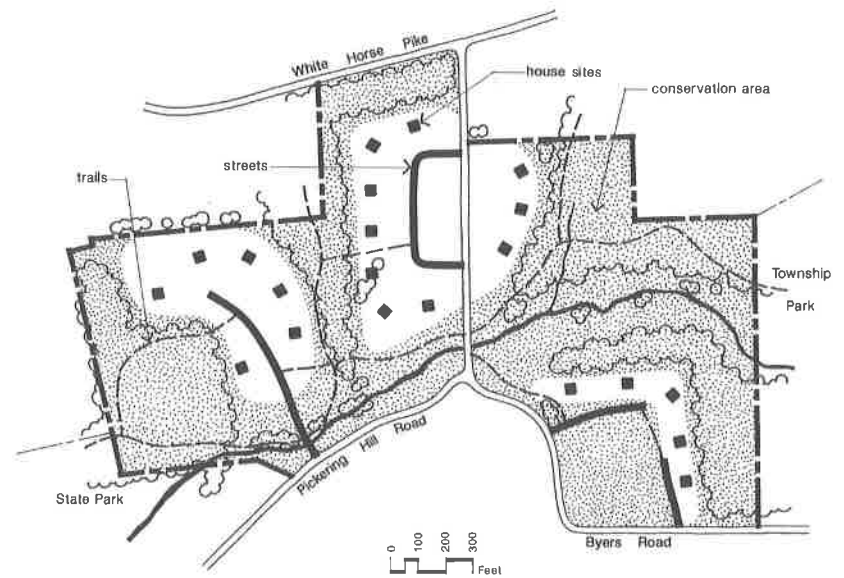 White Horse Pike
house sites
conservation area
streets
trails
Township
Park
State Park
Pickering Hill Road
Byers Road
0 100 200 300
Feet